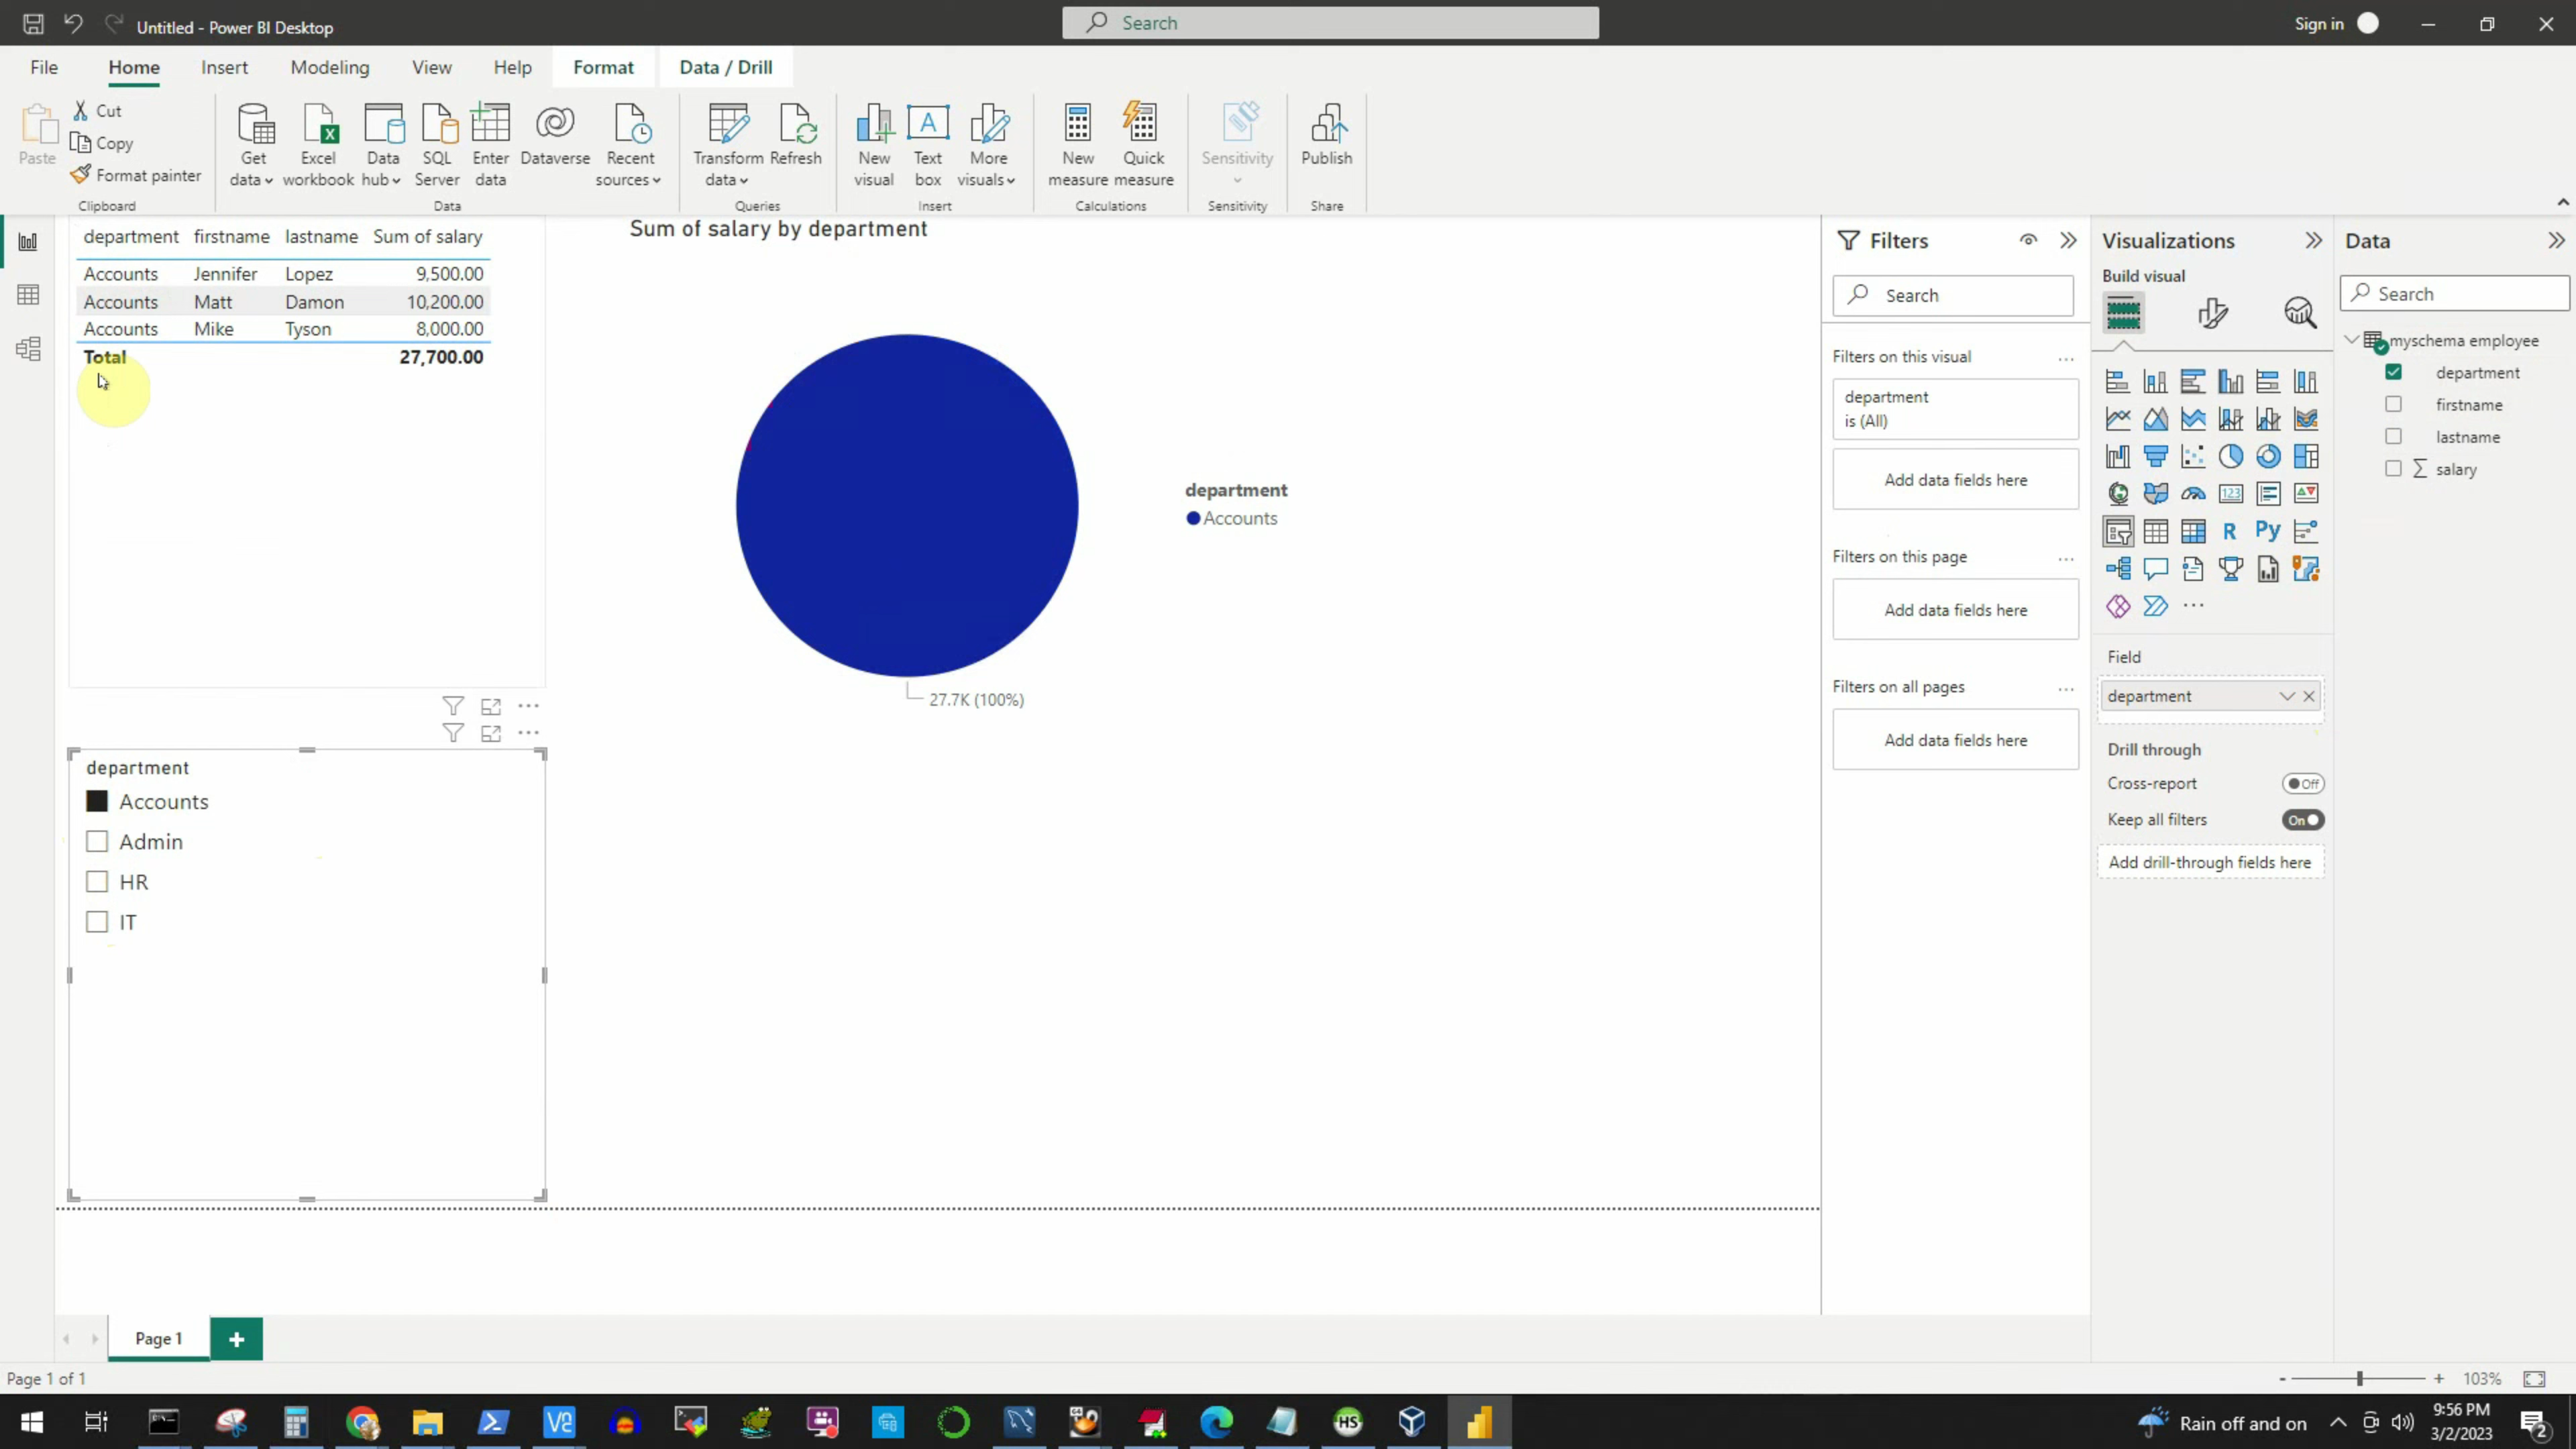 Untitled - Power BI Desktop
Search
Sign in
File Home Insert Modeling View Help Format Data / Drill
Paste
Cut
Copy
Format painter
Clipboard
Get data
Excel workbook
Data hub
SQL Server
Enter data
Dataverse
Recent sources
Data
Transform data
Refresh
Queries
New visual
Text box
More visuals
Insert
New measure
Quick measure
Calculations
Sensitivity
Sensitivity
Publish
Share
department firstname lastname Sum of salary
Accounts Jennifer Lopez 9,500.00
Accounts Matt Damon 10,200.00
Accounts Mike Tyson 8,000.00
Total 27,700.00
Sum of salary by department
department
Accounts
27.7K (100%)
department
Accounts
Admin
HR
IT
Filters
Search
Filters on this visual
department
is (All)
Add data fields here
Filters on this page
Add data fields here
Filters on all pages
Add data fields here
Visualizations
Build visual
123
R
Py
Field
department
Drill through
Cross-report
Off
Keep all filters
On
Add drill-through fields here
Data
Search
myschema employee
department
firstname
lastname
∑ salary
Page 1
Page 1 of 1
- + 103%
Rain off and on
9:56 PM
3/2/2023
2